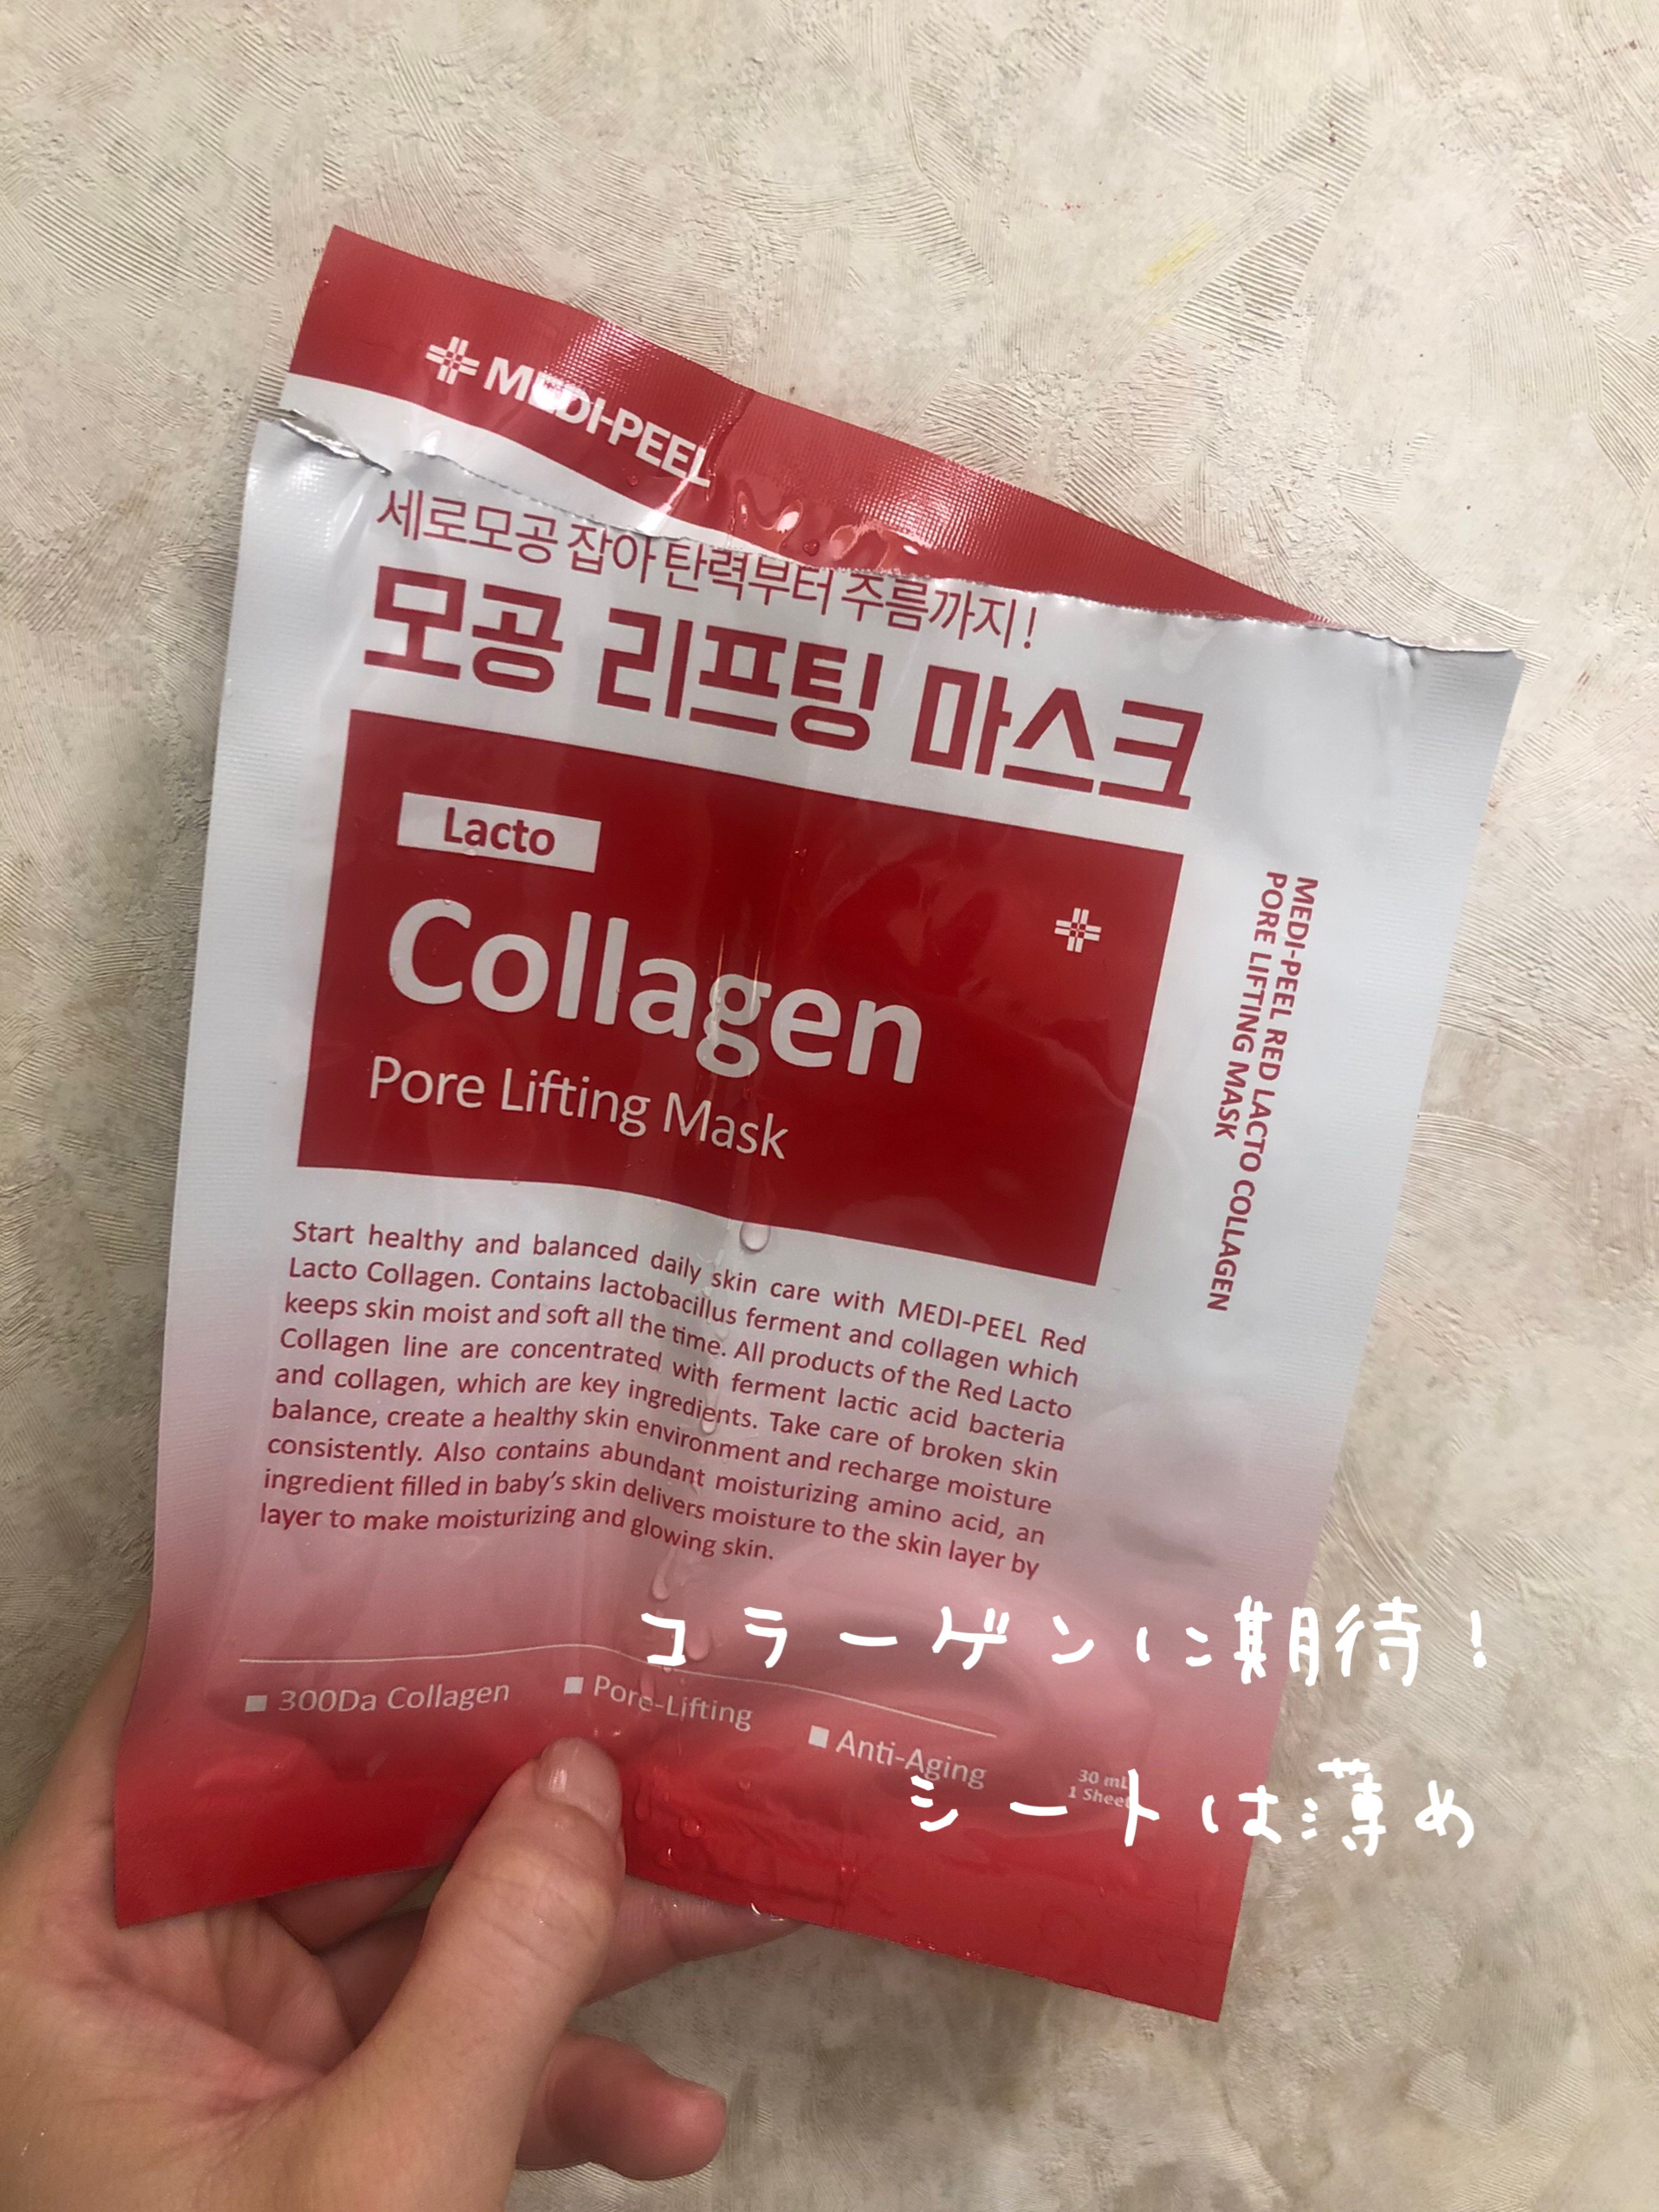 MEDI-PEEL
세로모공 잡아 탄력부터 주름까지!
모공 리프팅 마스크
Lacto
Collagen
Pore Lifting Mask
MEDI-PEEL RED LACTO COLLAGEN
PORE LIFTING MASK
Start healthy and balanced daily skin care with MEDI-PEEL Red
Lacto Collagen. Contains lactobacillus ferment and collagen which
keeps skin moist and soft all the time. All products of the Red Lacto
Collagen line are concentrated with ferment lactic acid bacteria
and collagen, which are key ingredients. Take care of broken skin
balance, create a healthy skin environment and recharge moisture
consistently. Also contains abundant moisturizing amino acid, an
ingredient filled in baby's skin delivers moisture to the skin layer by
layer to make moisturizing and glowing skin.
コラーゲンに期待!
■ 300Da Collagen ■ Pore-Lifting ■ Anti-Aging
30 mL
1 Sheet
シートは薄め